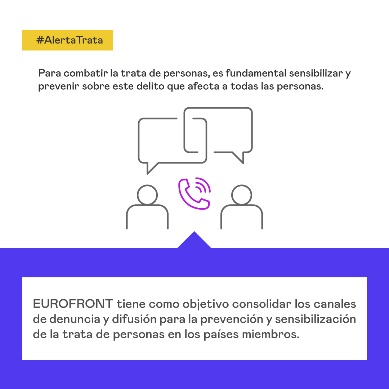 #AlertaTrata
Para combatir la trata de personas, es fundamental sensibilizar y
prevenir sobre este delito que afecta a todas las personas.
EUROFRONT tiene como objetivo consolidar los canales
de denuncia y difusión para la prevención y sensibilización
de la trata de personas en los países miembros.